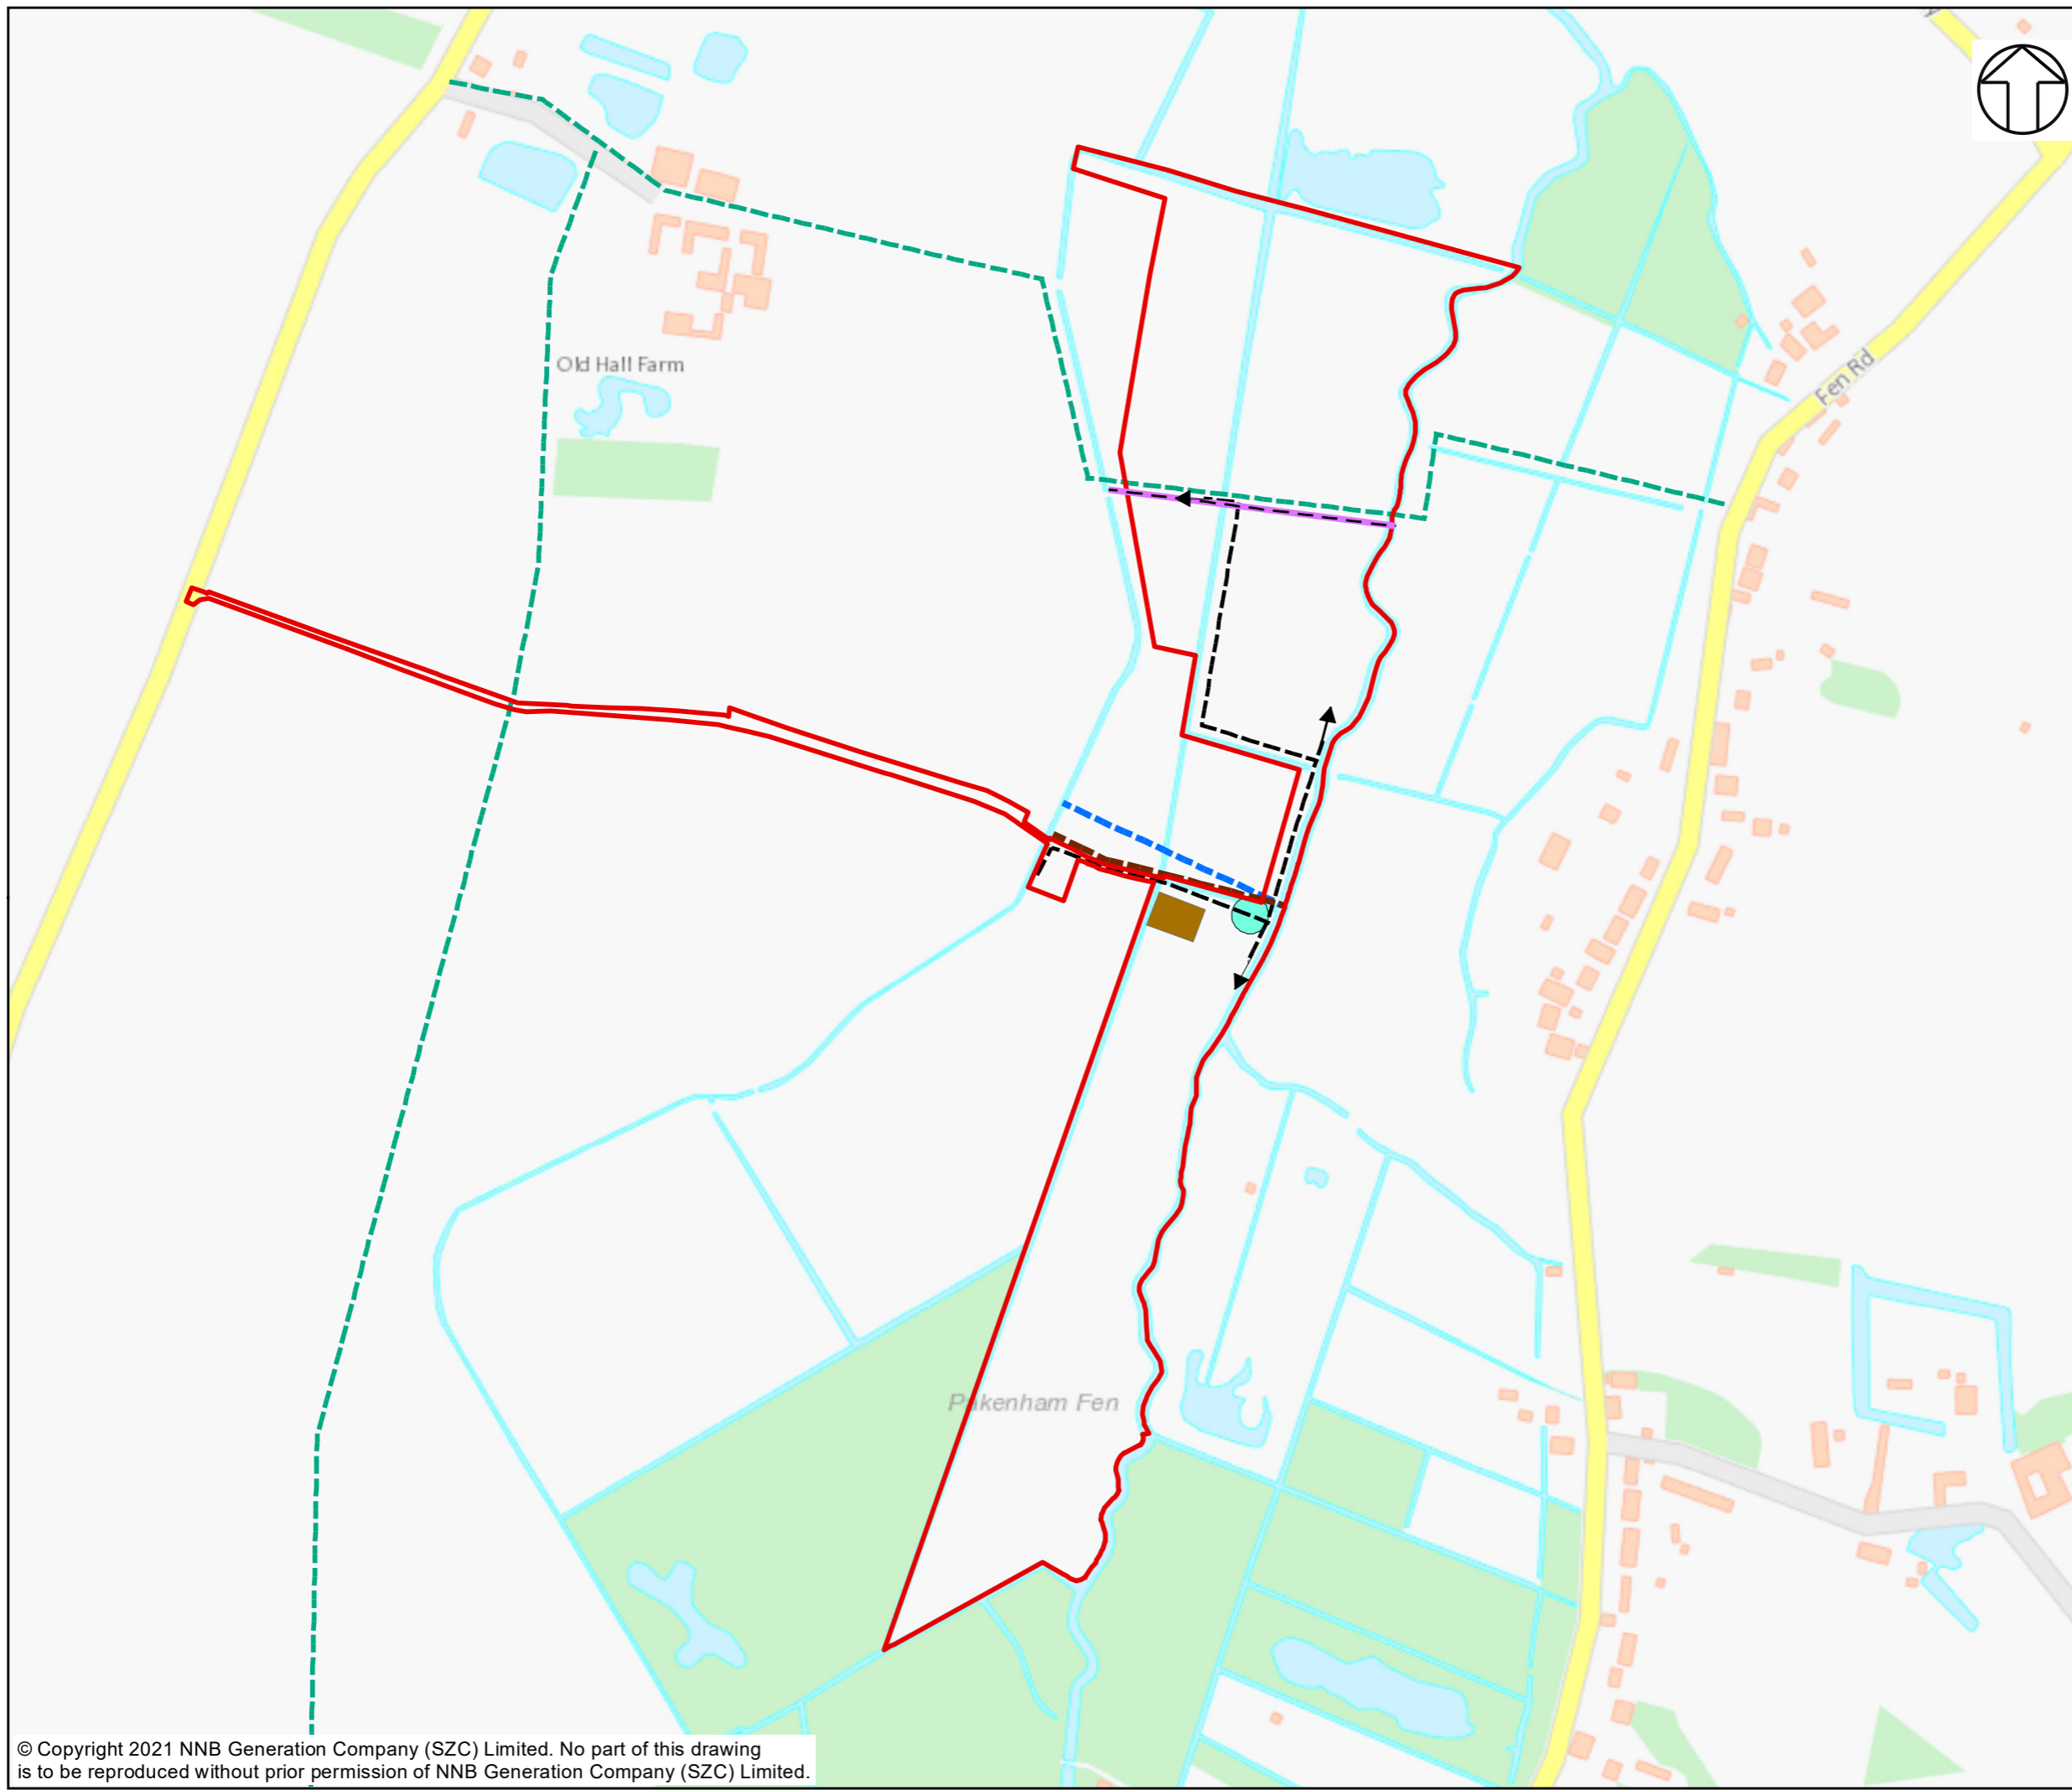 Old Hall Farm
Fen Rd
Pakenham Fen
© Copyright 2021 NNB Generation Company (SZC) Limited. No part of this drawing
is to be reproduced without prior permission of NNB Generation Company (SZC) Limited.